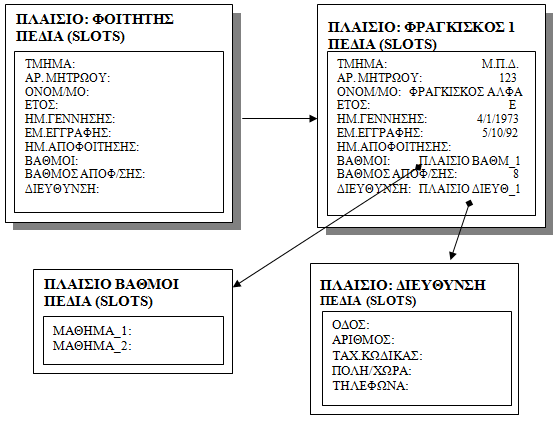 ΠΛΑΙΣΙΟ: ΦΟΙΤΗΤΗΣ
ΠΕΔΙΑ (SLOTS)
ΤΜΗΜΑ:
ΑΡ. ΜΗΤΡΩΟΥ:
ΟΝΟΜ/ΜΟ:
ΕΤΟΣ:
ΗΜ.ΓΕΝΝΗΣΗΣ:
ΕΜ.ΕΓΓΡΑΦΗΣ:
ΗΜ.ΑΠΟΦΟΙΤΗΣΗΣ:
ΒΑΘΜΟΙ:
ΒΑΘΜΟΣ ΑΠΟΦ/ΣΗΣ:
ΔΙΕΥΘΥΝΣΗ:
ΠΛΑΙΣΙΟ: ΦΡΑΓΚΙΣΚΟΣ 1
ΠΕΔΙΑ (SLOTS)
ΤΜΗΜΑ: Μ.Π.Δ.
ΑΡ. ΜΗΤΡΩΟΥ: 123
ΟΝΟΜ/ΜΟ: ΦΡΑΓΚΙΣΚΟΣ ΑΛΦΑ
ΕΤΟΣ: Ε
ΗΜ.ΓΕΝΝΗΣΗΣ: 4/1/1973
ΕΜ.ΕΓΓΡΑΦΗΣ: 5/10/92
ΗΜ.ΑΠΟΦΟΙΤΗΣΗΣ:
ΒΑΘΜΟΙ: ΠΛΑΙΣΙΟ ΒΑΘΜ_1
ΒΑΘΜΟΣ ΑΠΟΦ/ΣΗΣ: 8
ΔΙΕΥΘΥΝΣΗ: ΠΛΑΙΣΙΟ ΔΙΕΥΘ_1
ΠΛΑΙΣΙΟ ΒΑΘΜΟΙ
ΠΕΔΙΑ (SLOTS)
ΜΑΘΗΜΑ_1:
ΜΑΘΗΜΑ_2:
ΠΛΑΙΣΙΟ: ΔΙΕΥΘΥΝΣΗ
ΠΕΔΙΑ (SLOTS)
ΟΔΟΣ:
ΑΡΙΘΜΟΣ:
ΤΑΧ.ΚΩΔΙΚΑΣ:
ΠΟΛΗ/ΧΩΡΑ:
ΤΗΛΕΦΩΝΑ: